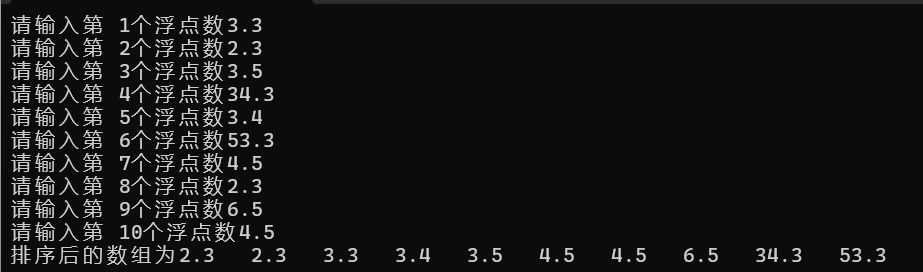 请输入第 1个浮点数3.3
请输入第 2个浮点数2.3
请输入第 3个浮点数3.5
请输入第 4个浮点数34.3
请输入第 5个浮点数3.4
请输入第 6个浮点数53.3
请输入第 7个浮点数4.5
请输入第 8个浮点数2.3
请输入第 9个浮点数6.5
请输入第 10个浮点数4.5
排序后的数组为2.3   2.3   3.3   3.4   3.5   4.5   4.5   6.5   34.3   53.3